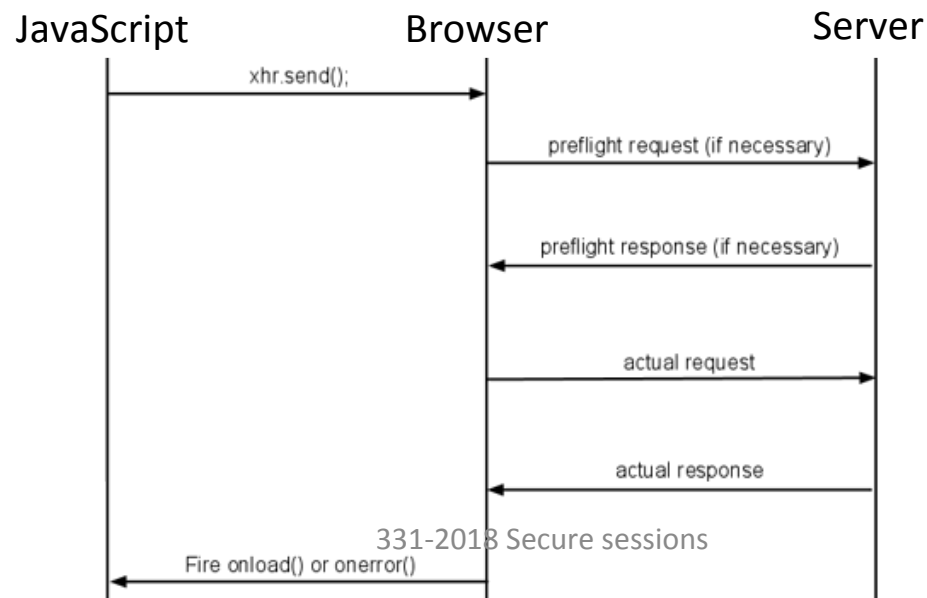 JavaScript Browser Server
xhr.send();
preflight request (if necessary)
preflight response (if necessary)
actual request
actual response
331-2018 Secure sessions
Fire onload() or onerror()